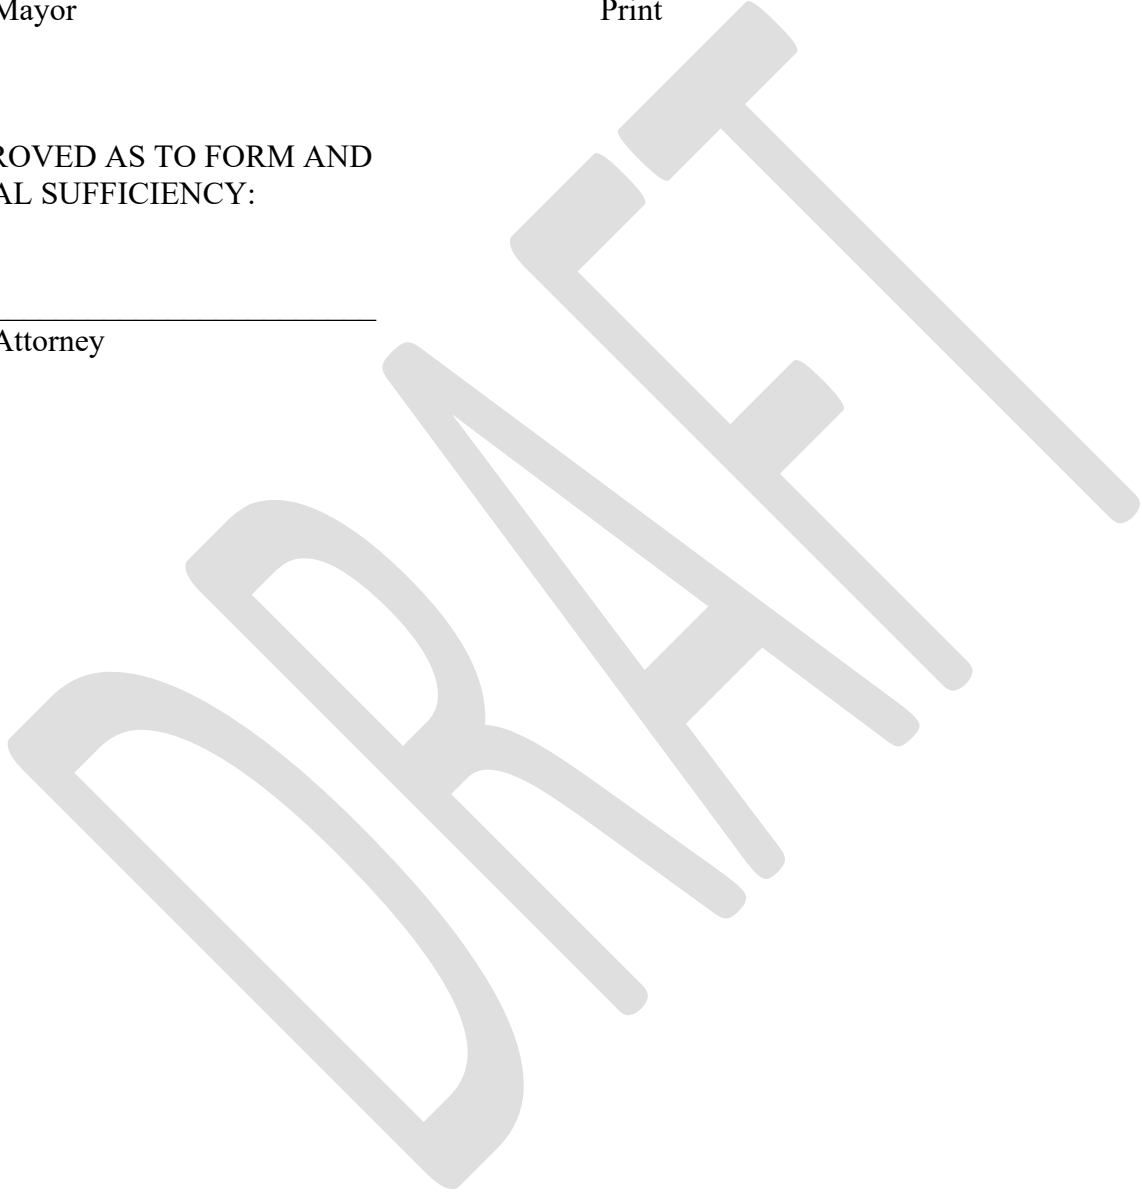 Mayor Print
ROVED AS TO FORM AND
AL SUFFICIENCY:
Attorney
DRAFT